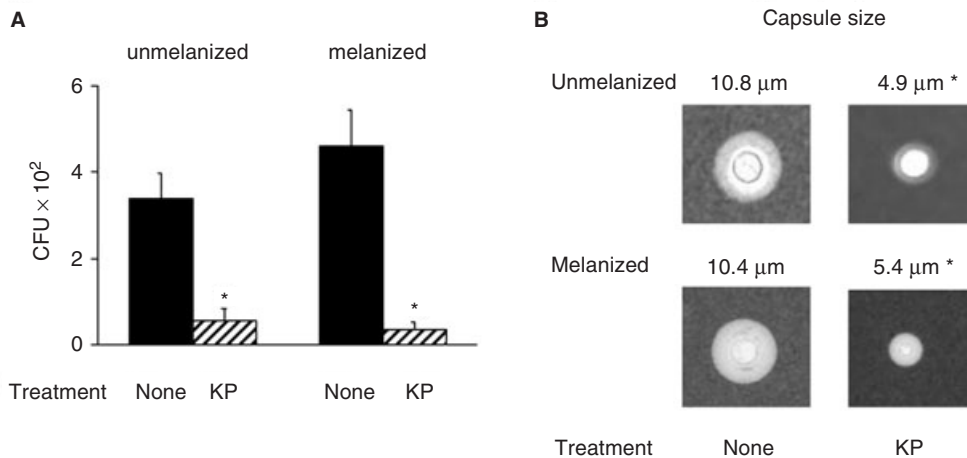 A
unmelanized melanized
6
4
2
0
CFU × 10²
* *
Treatment None KP None KP
B
Capsule size
Unmelanized 10.8 μm 4.9 μm *
Melanized 10.4 μm 5.4 μm *
Treatment None KP